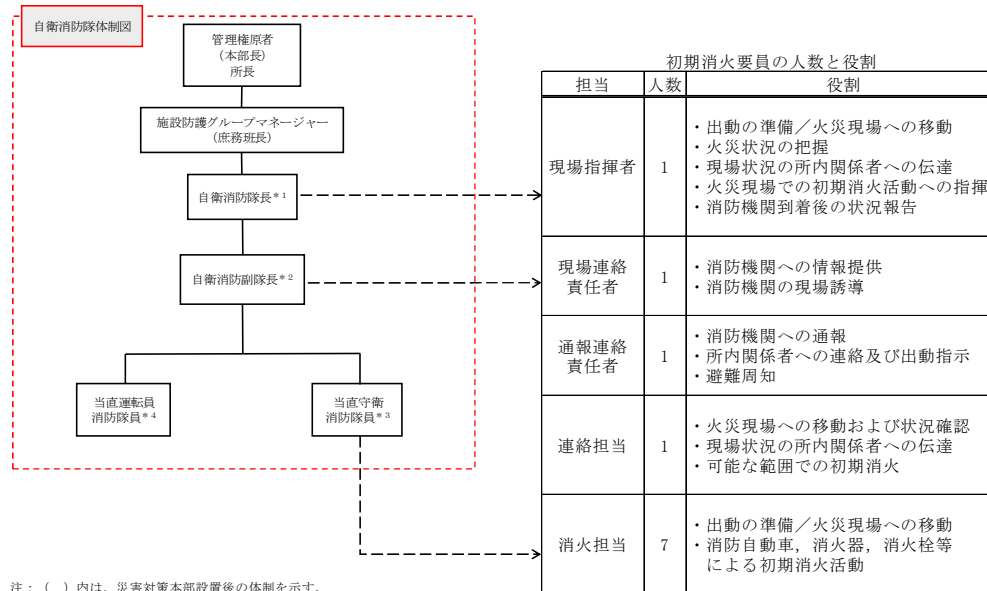 自衛消防隊体制図
管理権原者
(本部長)
所長
施設防護グループマネージャー
(庶務班長)
自衛消防隊長*1
自衛消防副隊長*2
当直運転員
消防隊員*4
当直守衛
消防隊員*3
初期消火要員の人数と役割
担当 人数 役割
現場指揮者 1
・出動の準備/火災現場への移動
・火災状況の把握
・現場状況の所内関係者への伝達
・火災現場での初期消火活動への指揮
・消防機関到着後の状況報告
現場連絡
責任者
1
・消防機関への情報提供
・消防機関の現場誘導
通報連絡
責任者
1
・消防機関への通報
・所内関係者への連絡及び出動指示
・避難周知
連絡担当 1
・火災現場への移動および状況確認
・現場状況の所内関係者への伝達
・可能な範囲での初期消火
消火担当 7
・出動の準備/火災現場への移動
・消防自動車，消火器，消火栓等
による初期消火活動
注:( )内は、災害対策本部設置後の体制を示す。